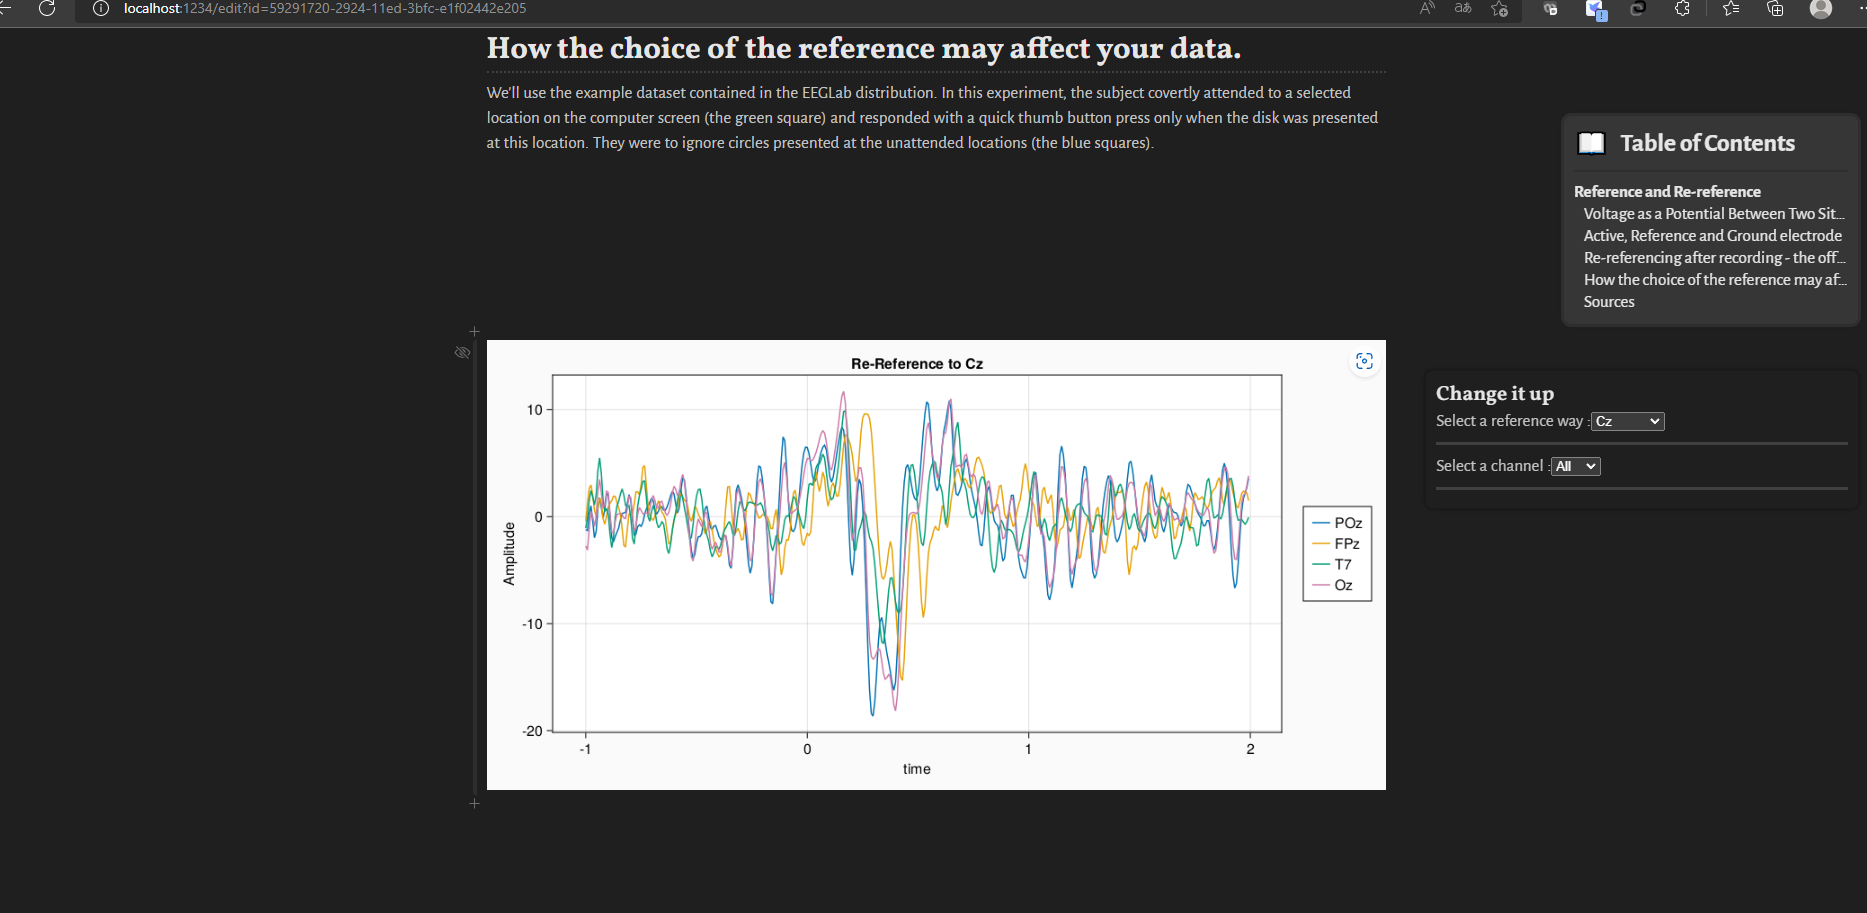 localhost:1234/edit?id=59291720-2924-11ed-3bfc-e1f02442e205
How the choice of the reference may affect your data.
We'll use the example dataset contained in the EEGLab distribution. In this experiment, the subject covertly attended to a selected
location on the computer screen (the green square) and responded with a quick thumb button press only when the disk was presented
at this location. They were to ignore circles presented at the unattended locations (the blue squares).
Table of Contents
Reference and Re-reference
Voltage as a Potential Between Two Sit...
Active, Reference and Ground electrode
Re-referencing after recording - the off...
How the choice of the reference may af...
Sources
Re-Reference to Cz
10
0
-10
-20
Amplitude
-1
0
1
2
time
POz
FPz
T7
Oz
Change it up
Select a reference way : Cz
Select a channel : All